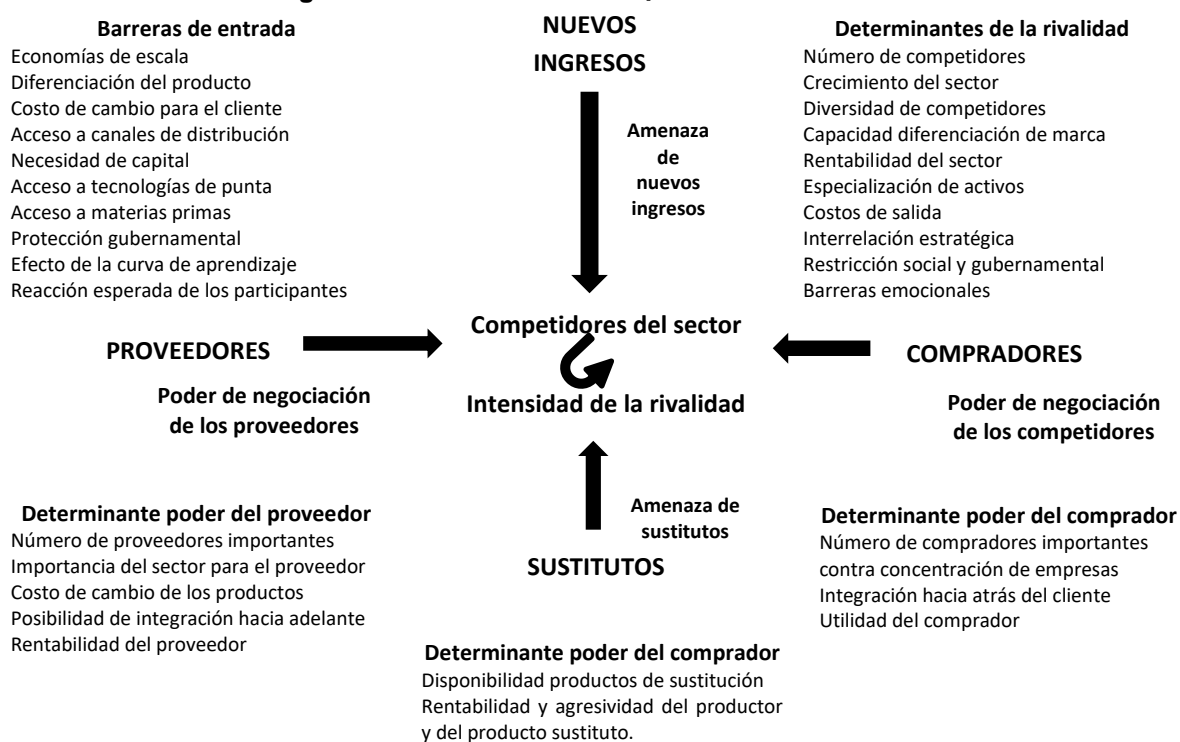 Barreras de entrada
Economías de escala
Diferenciación del producto
Costo de cambio para el cliente
Acceso a canales de distribución
Necesidad de capital
Acceso a tecnologías de punta
Acceso a materias primas
Protección gubernamental
Efecto de la curva de aprendizaje
Reacción esperada de los participantes
NUEVOS
INGRESOS
Amenaza
de
nuevos
ingresos
Determinantes de la rivalidad
Número de competidores
Crecimiento del sector
Diversidad de competidores
Capacidad diferenciación de marca
Rentabilidad del sector
Especialización de activos
Costos de salida
Interrelación estratégica
Restricción social y gubernamental
Barreras emocionales
PROVEEDORES
Poder de negociación
de los proveedores
Competidores del sector
Intensidad de la rivalidad
COMPRADORES
Poder de negociación
de los competidores
Determinante poder del proveedor
Número de proveedores importantes
Importancia del sector para el proveedor
Costo de cambio de los productos
Posibilidad de integración hacia adelante
Rentabilidad del proveedor
Amenaza de
sustitutos
SUSTITUTOS
Determinante poder del comprador
Disponibilidad productos de sustitución
Rentabilidad y agresividad del productor
y del producto sustituto.
Determinante poder del comprador
Número de compradores importantes
contra concentración de empresas
Integración hacia atrás del cliente
Utilidad del comprador